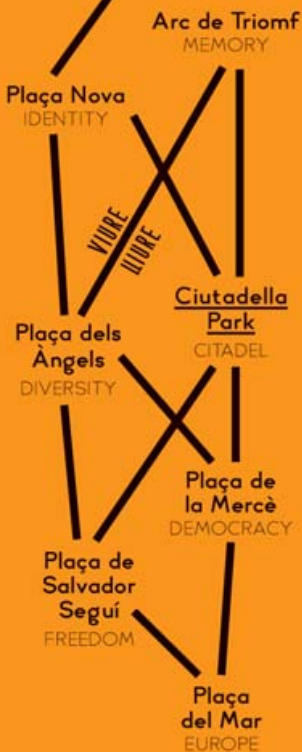 Arc de Triomf
MEMORY
Plaça Nova
IDENTITY
VIURE
LLIURE
Ciutadella
Park
CITADEL
Plaça dels
Àngels
DIVERSITY
Plaça de
la Mercè
DEMOCRACY
Plaça de
Salvador
Seguí
FREEDOM
Plaça
del Mar
EUROPE